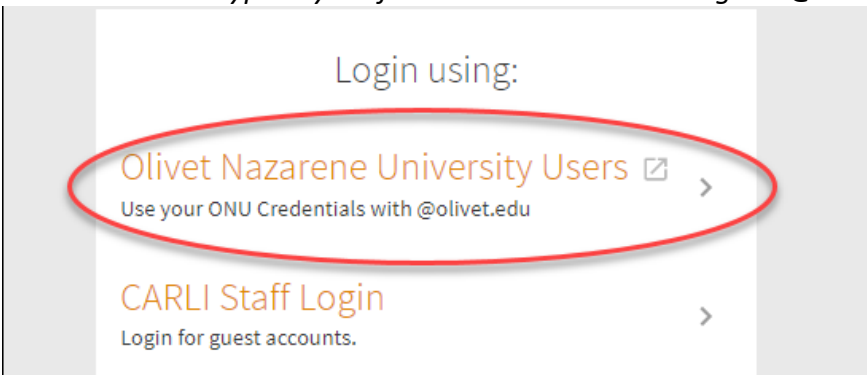 Login using:
Olivet Nazarene University Users
Use your ONU Credentials with @olivet.edu
CARLI Staff Login
Login for guest accounts.